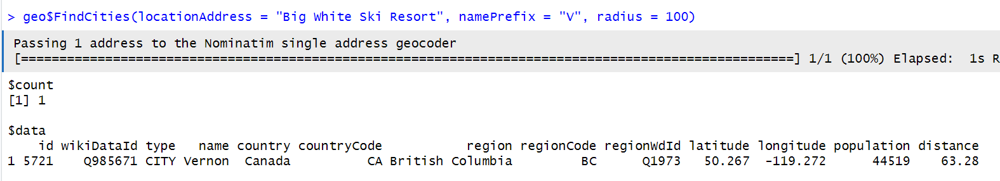 > geo$FindCities(locationAddress = "Big White Ski Resort", namePrefix = "V", radius = 100)
Passing 1 address to the Nominatim single address geocoder
[=====================================================================================================] 1/1 (100%) Elapsed:  1s R
$count
[1] 1
$data
    id wikiDataId type   name country countryCode           region regionCode regionWdId latitude longitude population distance
1 5721    Q985671 CITY Vernon  Canada          CA British Columbia         BC      Q1973   50.267  -119.272      44519    63.28